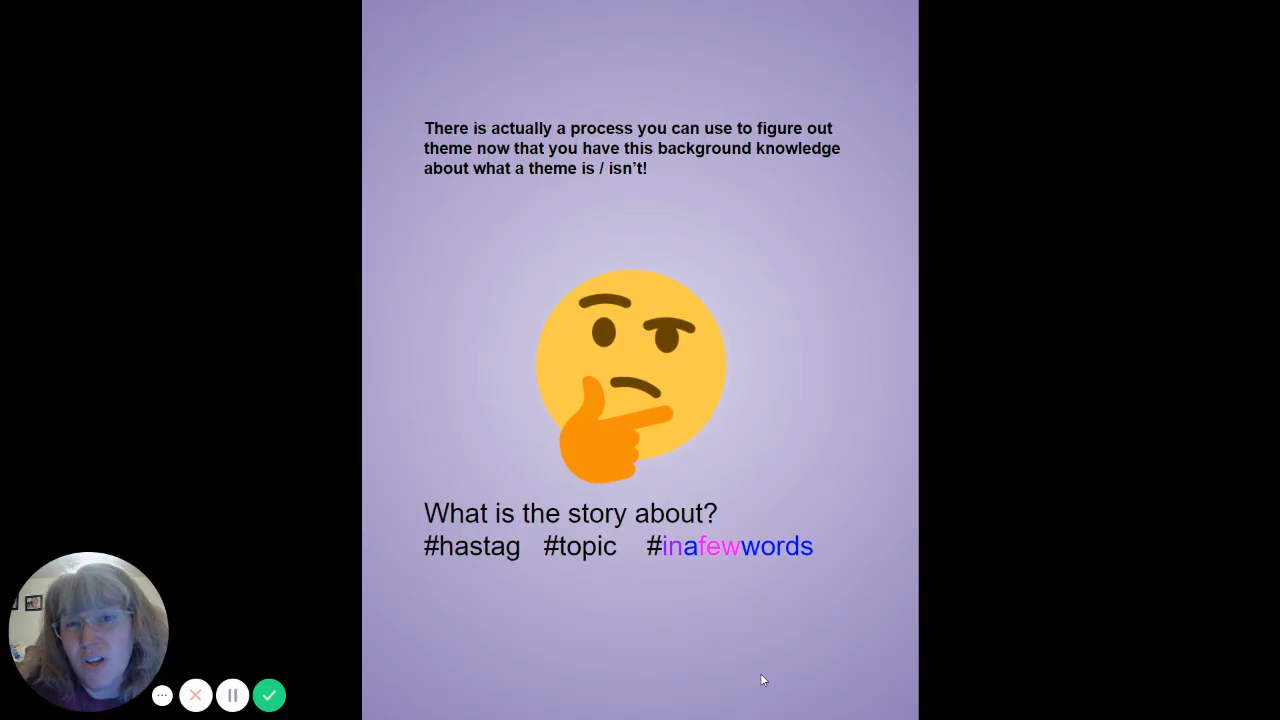 There is actually a process you can use to figure out
theme now that you have this background knowledge
about what a theme is / isn't!
What is the story about?
#hastag #topic #inafewwords